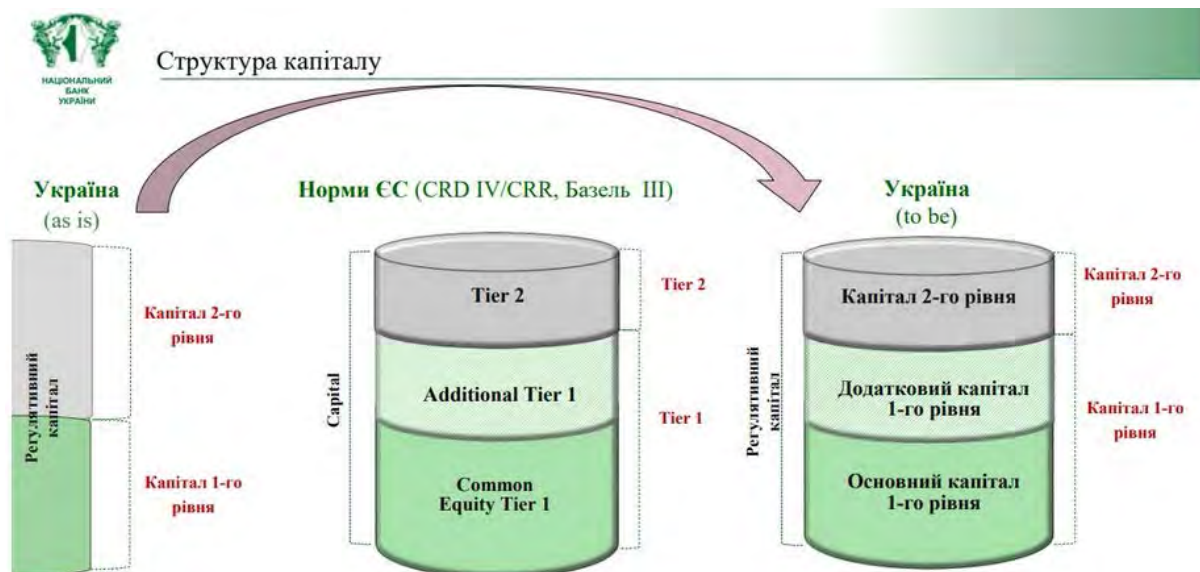 НАЦІОНАЛЬНИЙ
БАНК
УКРАЇНИ
Структура капіталу
Україна
(as is)
Регулятивний
капітал
Капітал 2-го
рівня
Капітал 1-го
рівня
Норми ЄС (CRD IV/CRR, Базель III)
Capital
Tier 2
Additional Tier 1
Common
Equity Tier 1
Tier 2
Tier 1
Україна
(to be)
Регулятивний
капітал
Капітал 2-го рівня
Додатковий капітал
1-го рівня
Основний капітал
1-го рівня
Капітал 2-го
рівня
Капітал 1-го
рівня